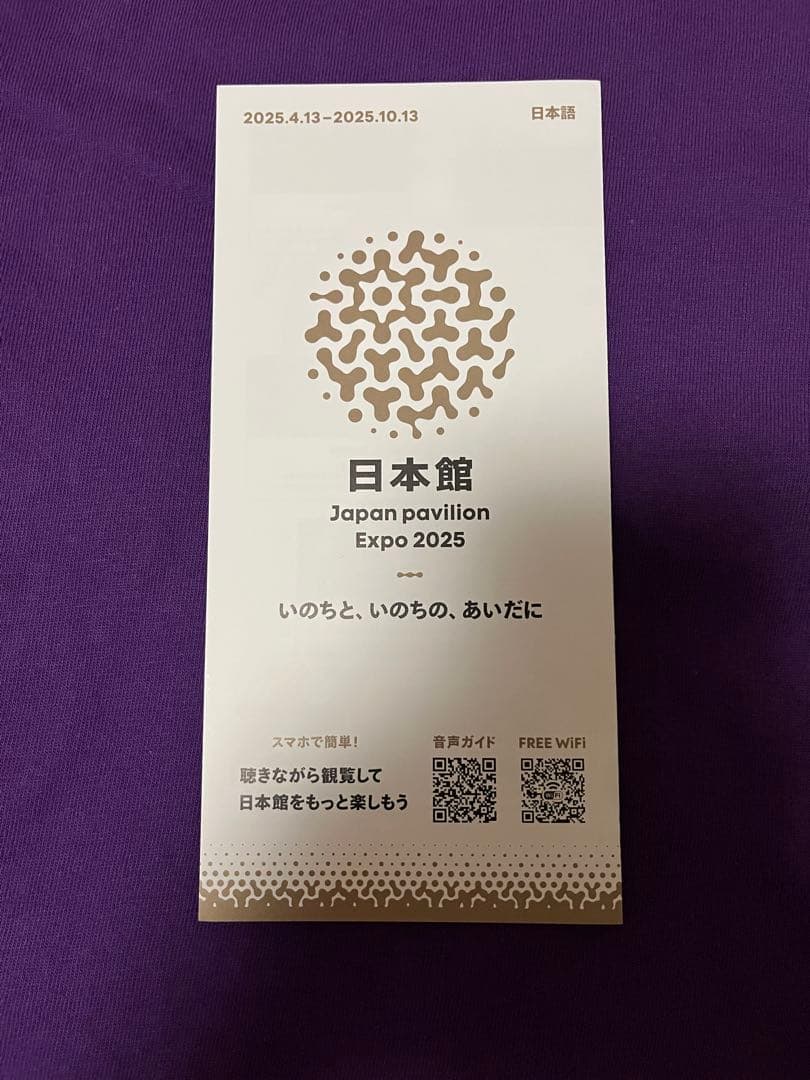 2025.4.13–2025.10.13
日本語
日本館
Japan pavilion
Expo 2025
いのちと、いのちの、あいだに
スマホで簡単!
聴きながら観覧して
日本館をもっと楽しもう
音声ガイド
FREE WiFi
WiFi